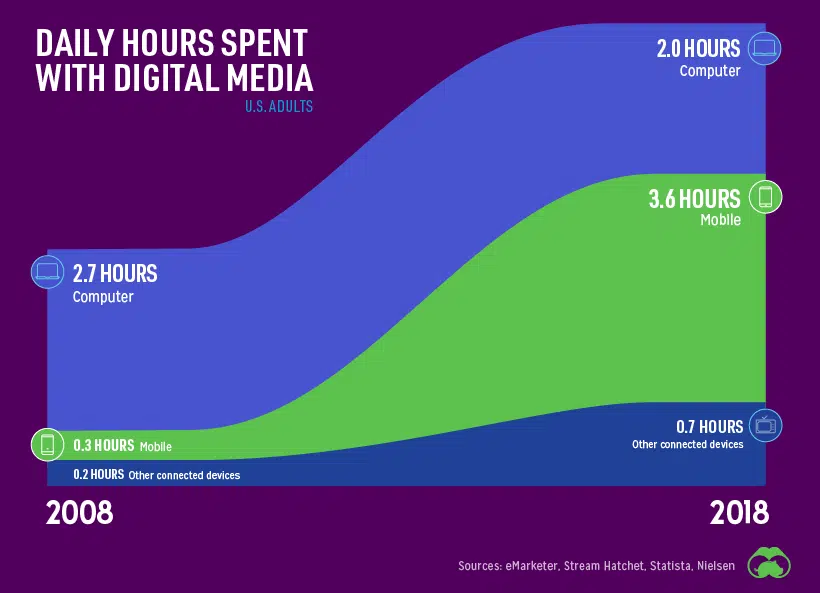 DAILY HOURS SPENT
WITH DIGITAL MEDIA
U.S. ADULTS
2.0 HOURS
Computer
3.6 HOURS
Mobile
2.7 HOURS
Computer
0.3 HOURS Mobile
0.2 HOURS Other connected devices
0.7 HOURS
Other connected devices
2008
2018
Sources: eMarketer, Stream Hatchet, Statista, Nielsen